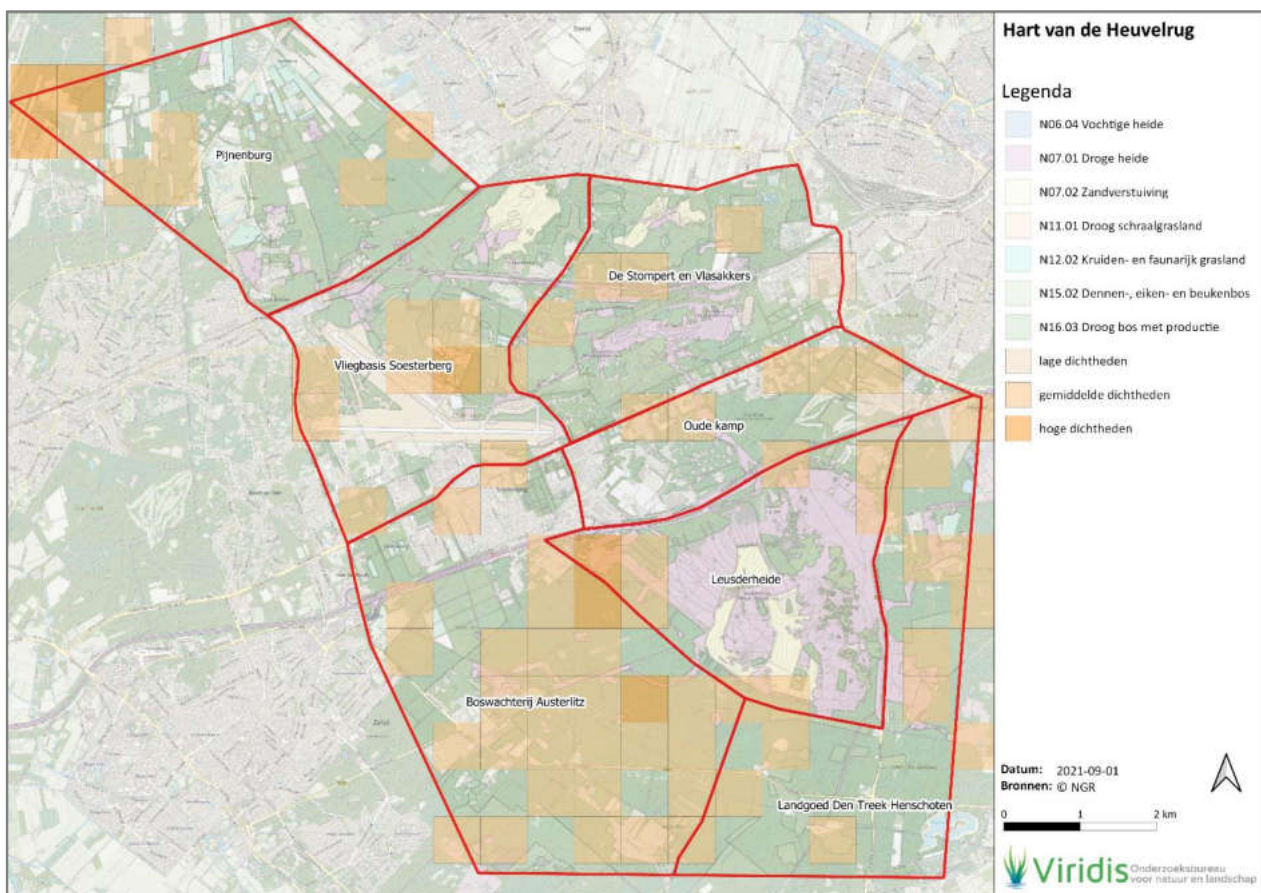 Hart van de Heuvelrug
Legenda
N06.04 Vochtige heide
N07.01 Droge heide
N07.02 Zandverstuiving
N11.01 Droog schraalgrasland
N12.02 Kruiden- en faunarijk grasland
N15.02 Dennen-, eiken- en beukenbos
N16.03 Droog bos met productie
lage dichtheden
gemiddelde dichtheden
hoge dichtheden
Pijnenburg
De Stompert en Vlasakkers
Vliegbasis Soesterberg
Oude kamp
Leusderheide
Boswachterij Austerlitz
Landgoed Den Treek Henschoten
Datum: 2021-09-01
Bronnen: © NGR
0 1 2 km
Viridis Onderzoeksbureau
voor natuur en landschap